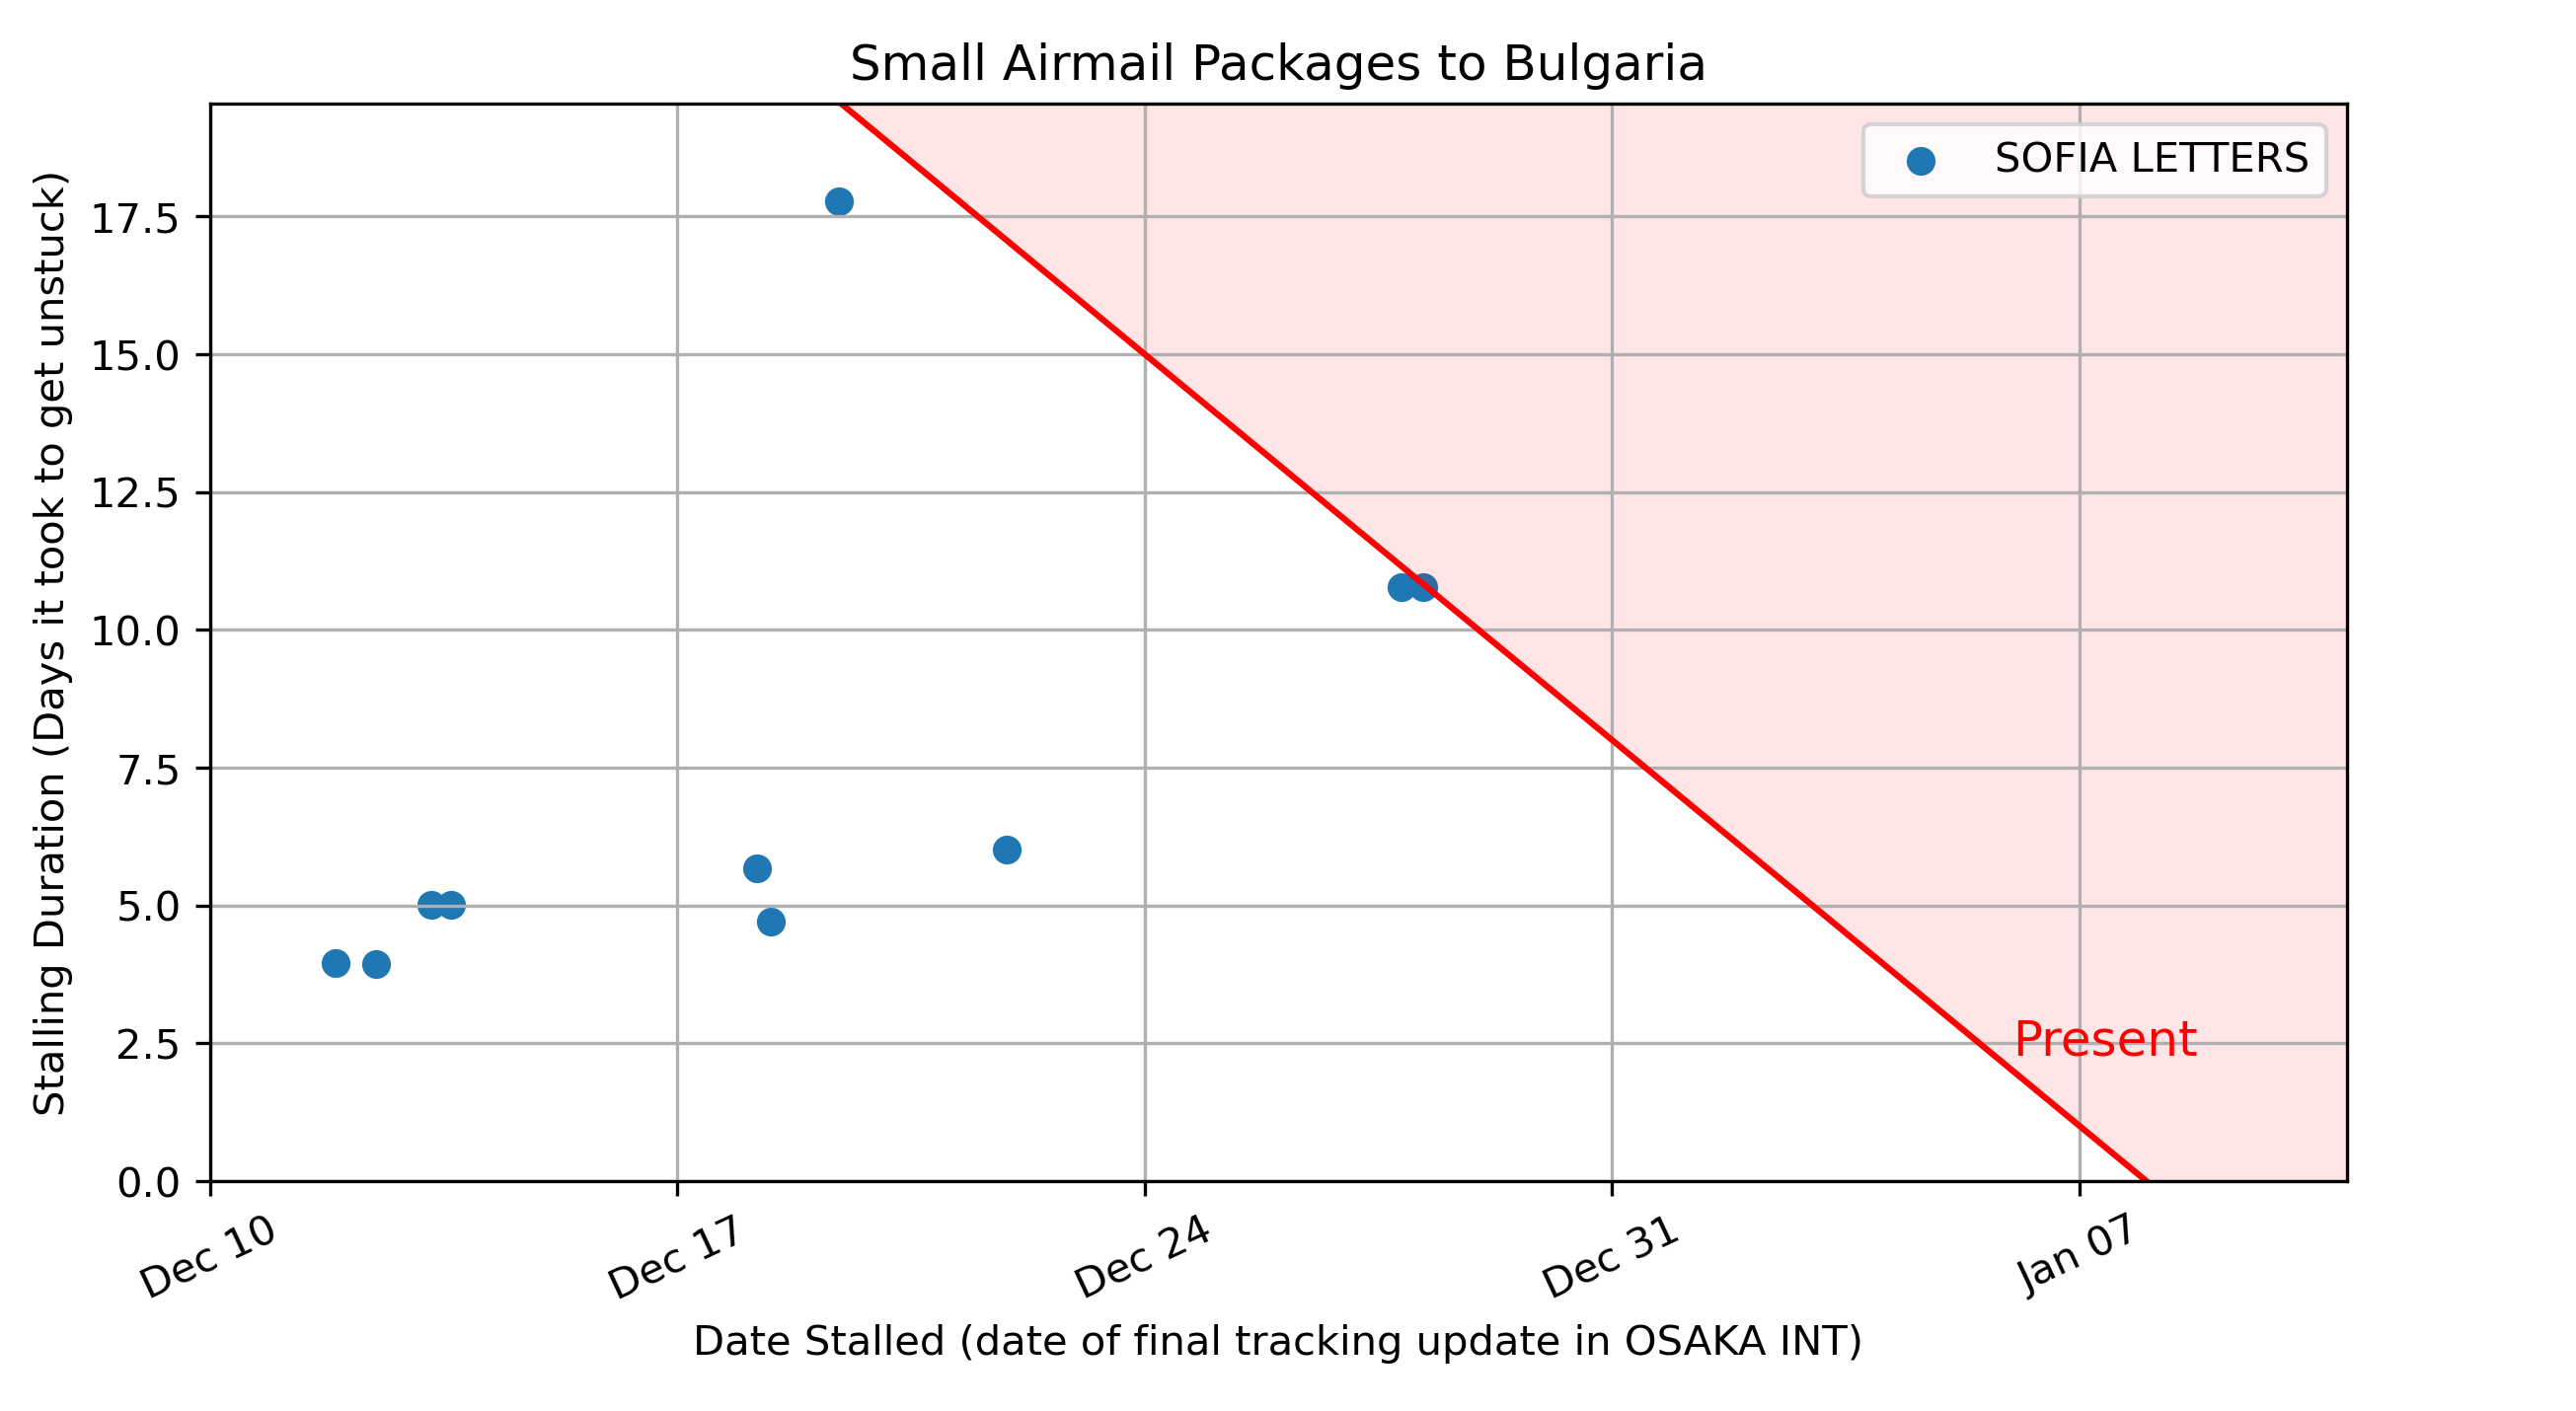 Small Airmail Packages to Bulgaria
SOFIA LETTERS
Stalling Duration (Days it took to get unstuck)
17.5
15.0
12.5
10.0
7.5
5.0
2.5
0.0
Present
Dec 10
Dec 17
Dec 24
Dec 31
Jan 07
Date Stalled (date of final tracking update in OSAKA INT)